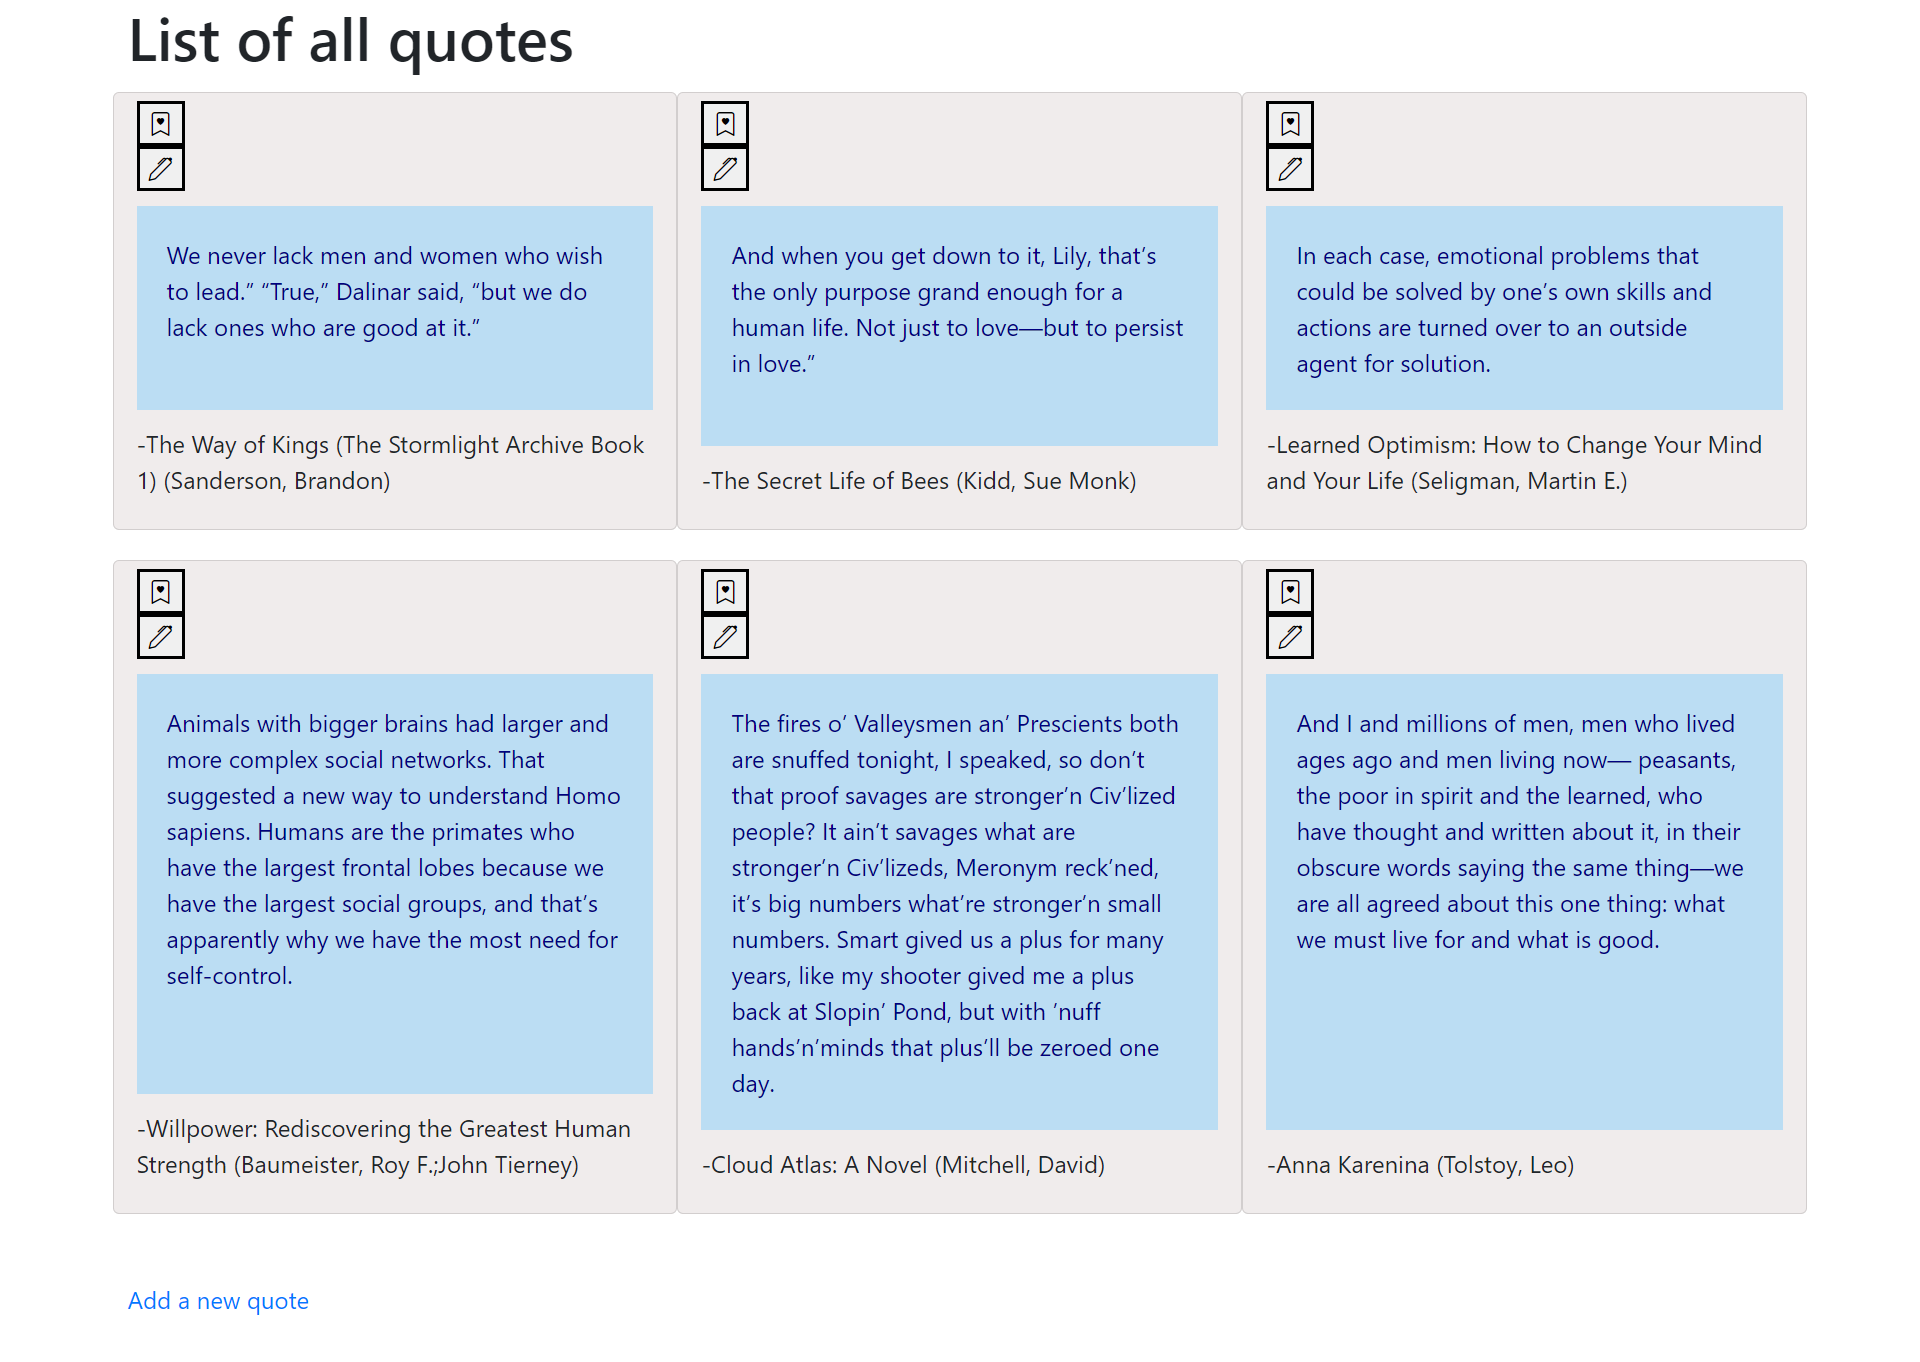 List of all quotes
We never lack men and women who wish
to lead.” “True,” Dalinar said, “but we do
lack ones who are good at it.”
-The Way of Kings (The Stormlight Archive Book
1) (Sanderson, Brandon)
And when you get down to it, Lily, that’s
the only purpose grand enough for a
human life. Not just to love—but to persist
in love.”
-The Secret Life of Bees (Kidd, Sue Monk)
In each case, emotional problems that
could be solved by one’s own skills and
actions are turned over to an outside
agent for solution.
-Learned Optimism: How to Change Your Mind
and Your Life (Seligman, Martin E.)
Animals with bigger brains had larger and
more complex social networks. That
suggested a new way to understand Homo
sapiens. Humans are the primates who
have the largest frontal lobes because we
have the largest social groups, and that’s
apparently why we have the most need for
self-control.
-Willpower: Rediscovering the Greatest Human
Strength (Baumeister, Roy F.;John Tierney)
The fires o’ Valleysmen an’ Prescients both
are snuffed tonight, I speaked, so don’t
that proof savages are stronger’n Civ’lized
people? It ain’t savages what are
stronger’n Civ’lizeds, Meronym reck’ned,
it’s big numbers what’re stronger’n small
numbers. Smart gived us a plus for many
years, like my shooter gived me a plus
back at Slopin’ Pond, but with ’nuff
hands’n’minds that plus’ll be zeroed one
day.
-Cloud Atlas: A Novel (Mitchell, David)
And I and millions of men, men who lived
ages ago and men living now— peasants,
the poor in spirit and the learned, who
have thought and written about it, in their
obscure words saying the same thing—we
are all agreed about this one thing: what
we must live for and what is good.
-Anna Karenina (Tolstoy, Leo)
Add a new quote